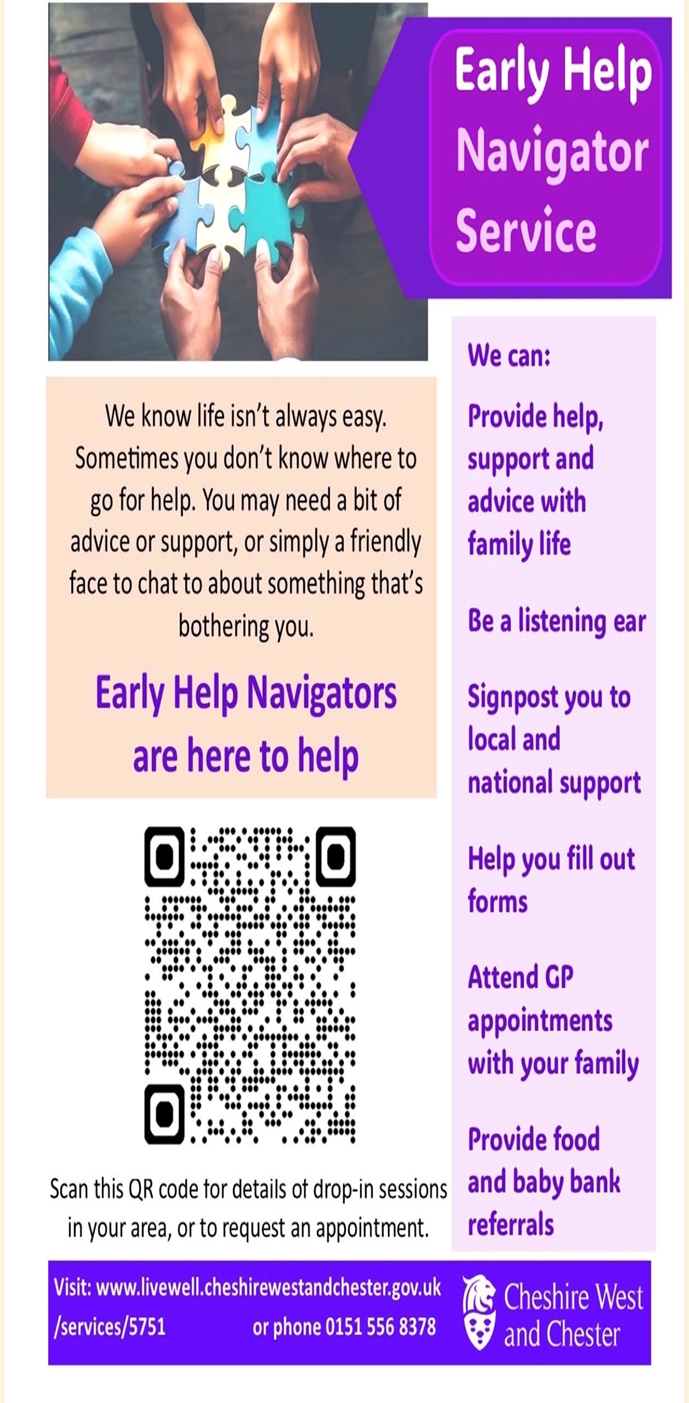 Early Help
Navigator
Service
We know life isn't always easy.
Sometimes you don't know where to
go for help. You may need a bit of
advice or support, or simply a friendly
face to chat to about something that's
bothering you.
Early Help Navigators
are here to help
Scan this QR code for details of drop-in sessions
in your area, or to request an appointment.
We can:
Provide help,
support and
advice with
family life
Be a listening ear
Signpost you to
local and
national support
Help you fill out
forms
Attend GP
appointments
with your family
Provide food
and baby bank
referrals
Visit: www.livewell.cheshirewestandchester.gov.uk
/services/5751 or phone 0151 556 8378
Cheshire West
and Chester